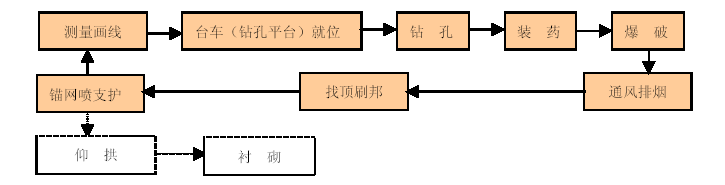 测量画线
台车（钻孔平台）就位
钻 孔
装 药
爆 破
锚网喷支护
找顶刷邦
通风排烟
仰 拱
衬 砌